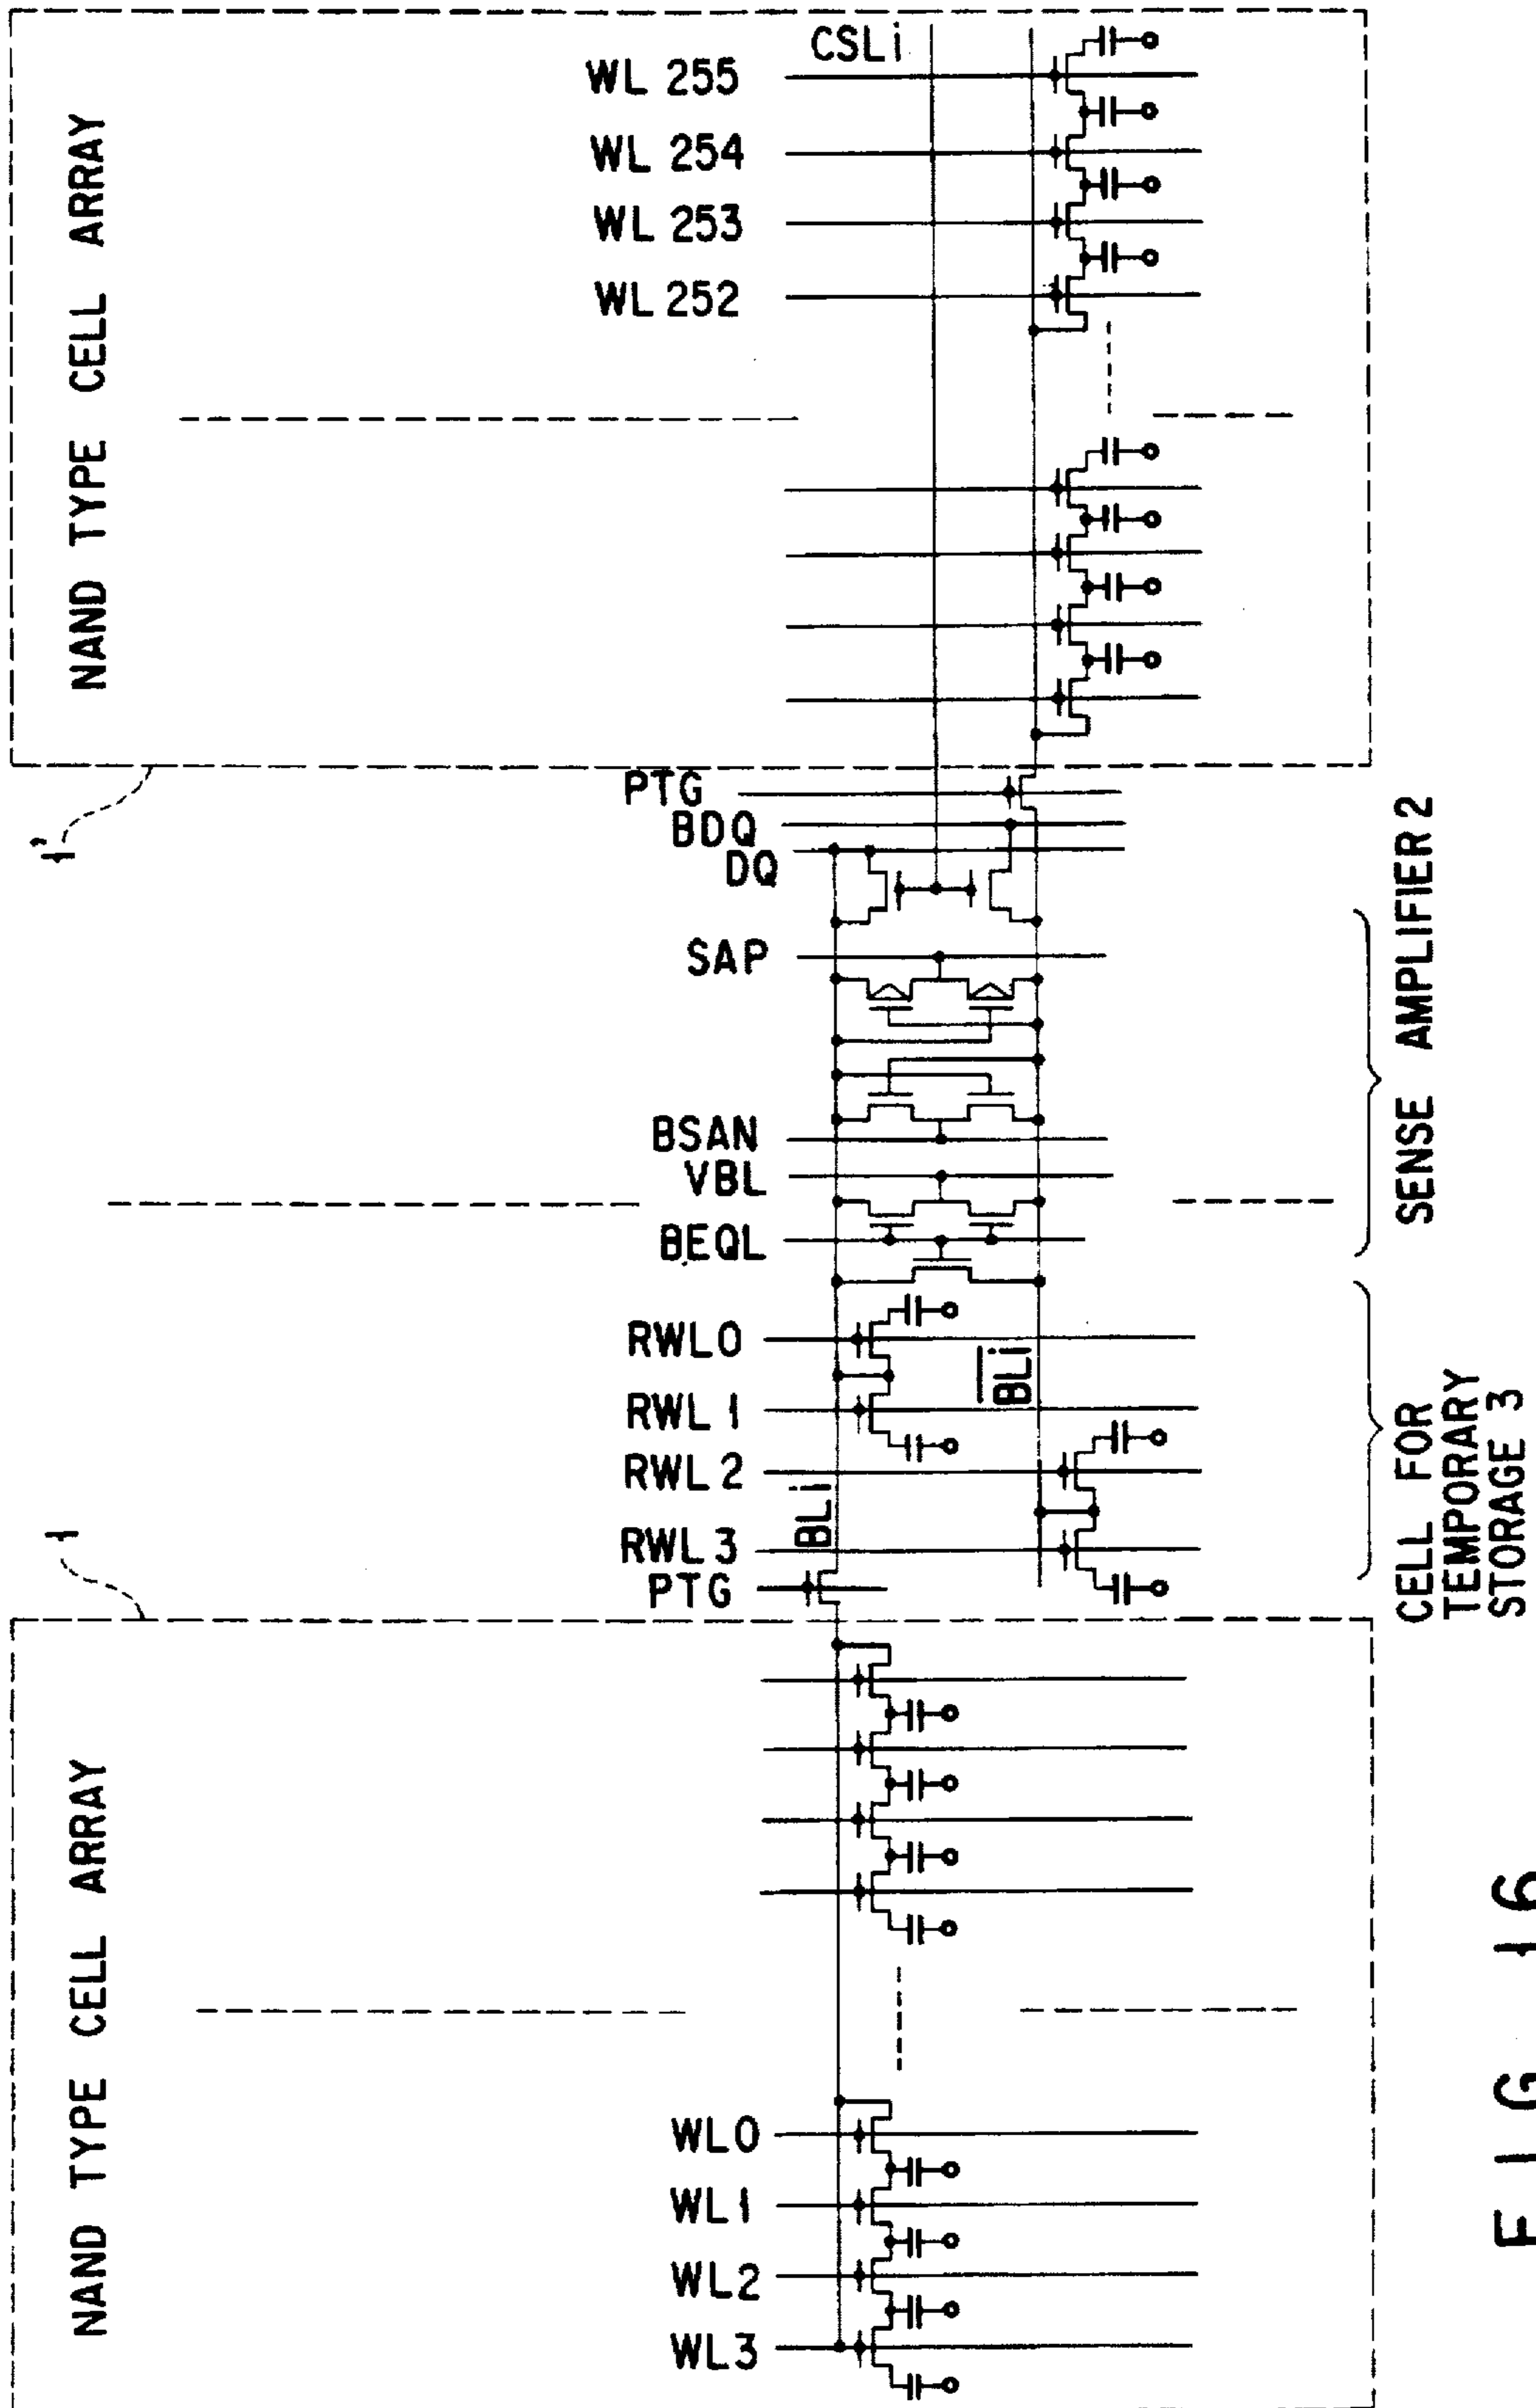 NAND TYPE CELL ARRAY
CSLi
WL 255
WL 254
WL 253
WL 252
1'
PTG
BDQ
DQ
SAP
BSAN
VBL
BEQL
SENSE AMPLIFIER 2
RWL0
RWL1
RWL2
RWL3
BLi
BLi
PTG
CELL FOR
TEMPORARY
STORAGE 3
1
NAND TYPE CELL ARRAY
WL0
WL1
WL2
WL3
FIG 16